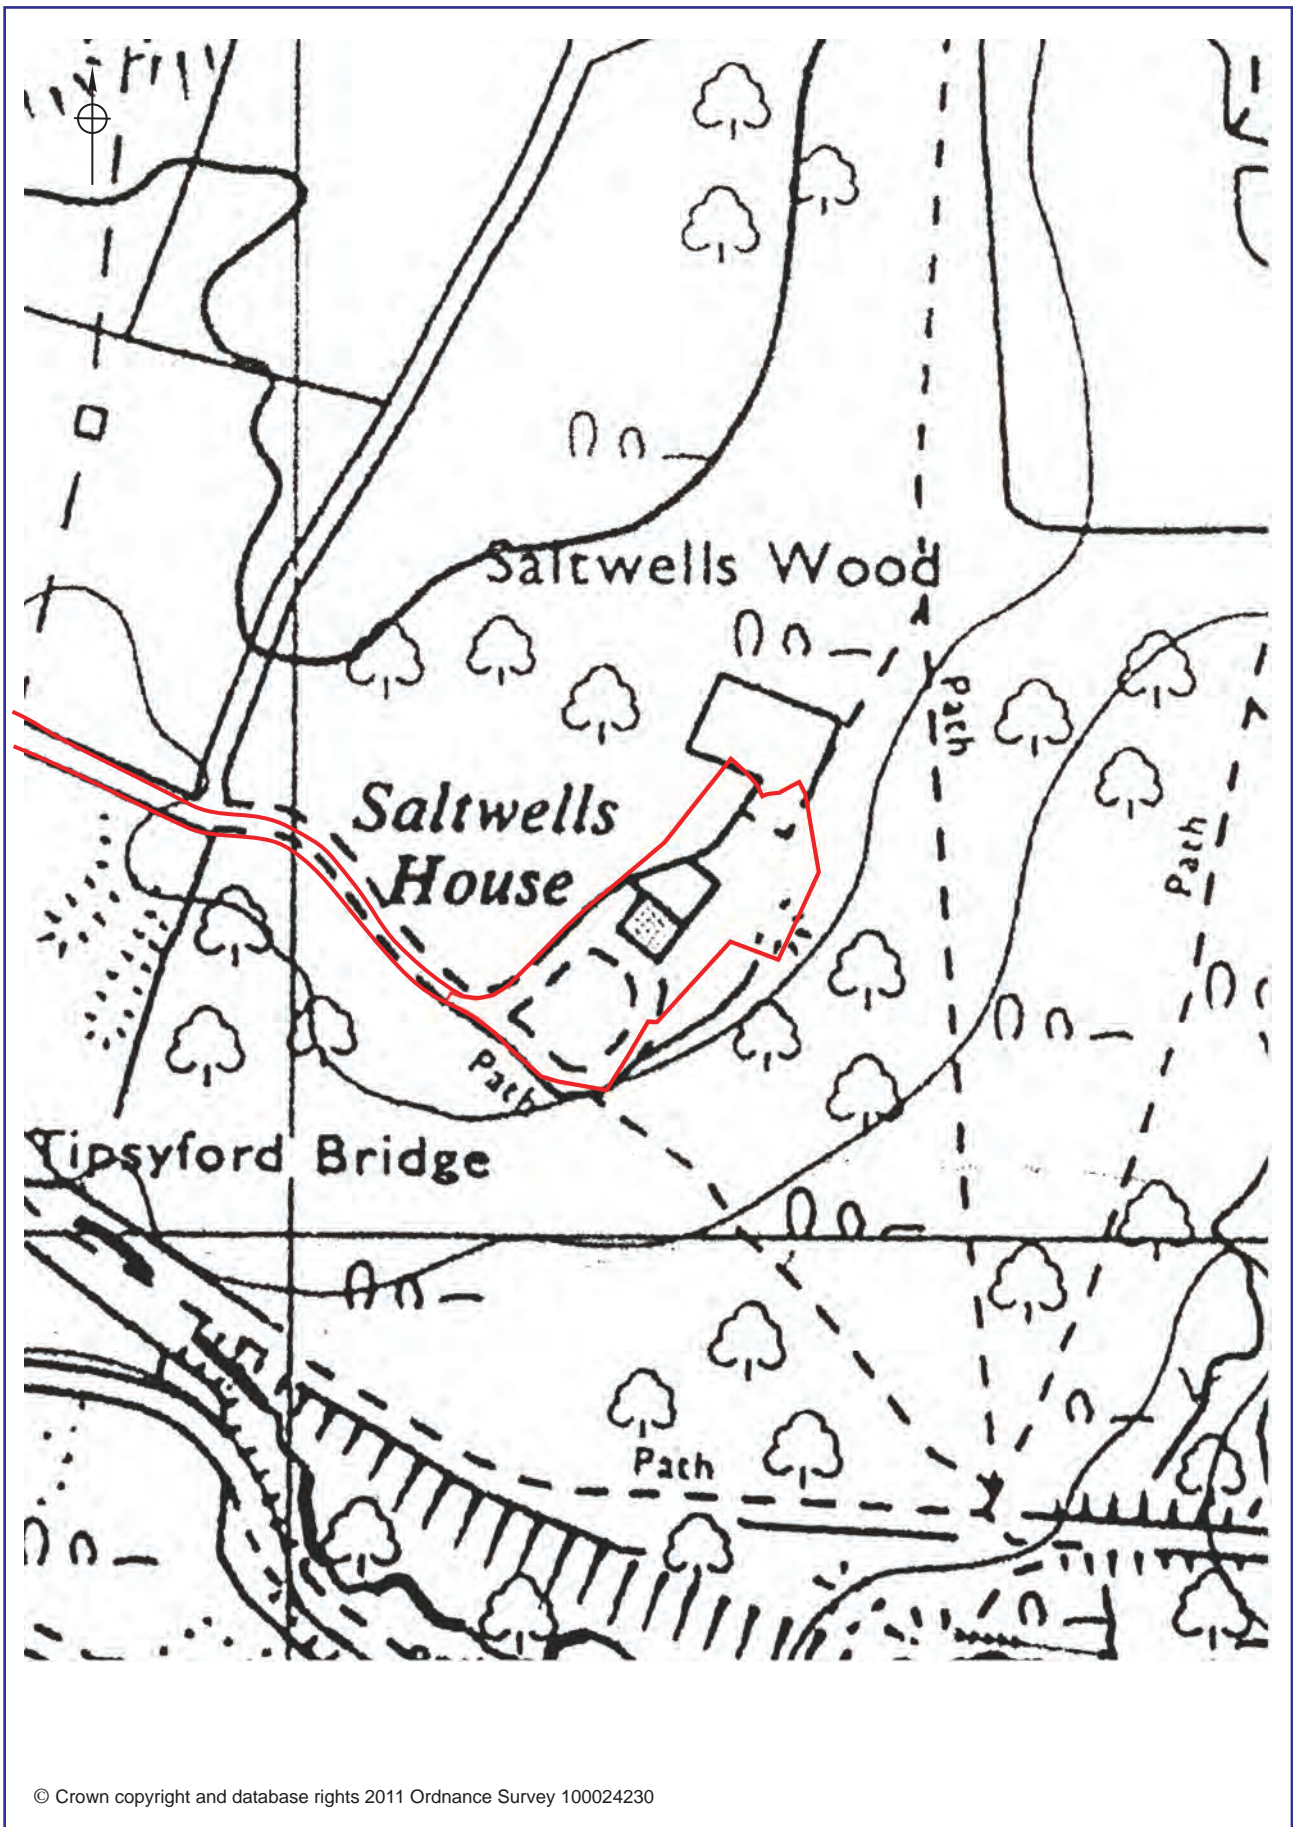 Saltwells Wood
Path
Saltwells
House
Path
Path
Tipsyford Bridge
Path
© Crown copyright and database rights 2011 Ordnance Survey 100024230